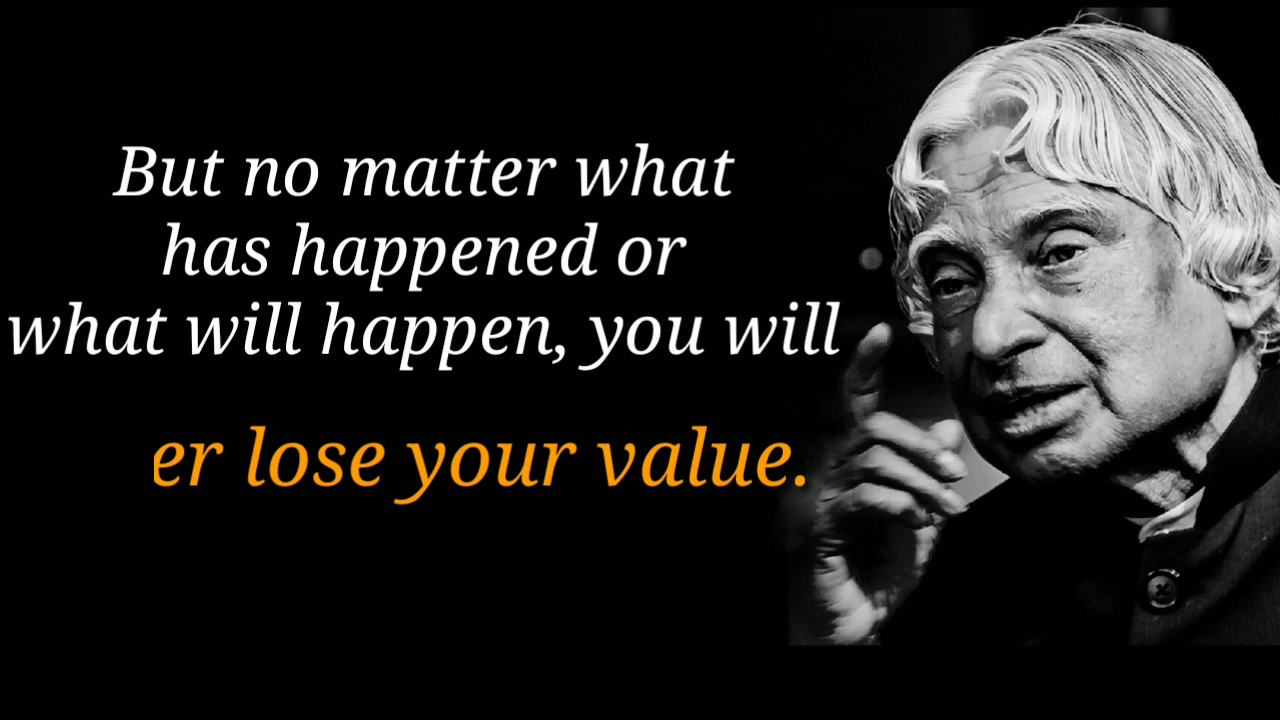 But no matter what
has happened or
what will happen, you will
er lose your value.